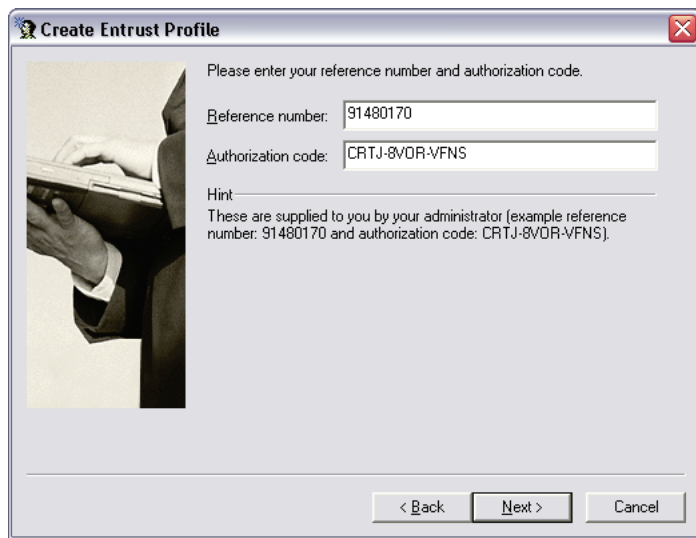 Create Entrust Profile
Please enter your reference number and authorization code.
Reference number: 91480170
Authorization code: CRTJ-8VOR-VFNS
Hint
These are supplied to you by your administrator (example reference
number: 91480170 and authorization code: CRTJ-8VOR-VFNS).
< Back Next > Cancel